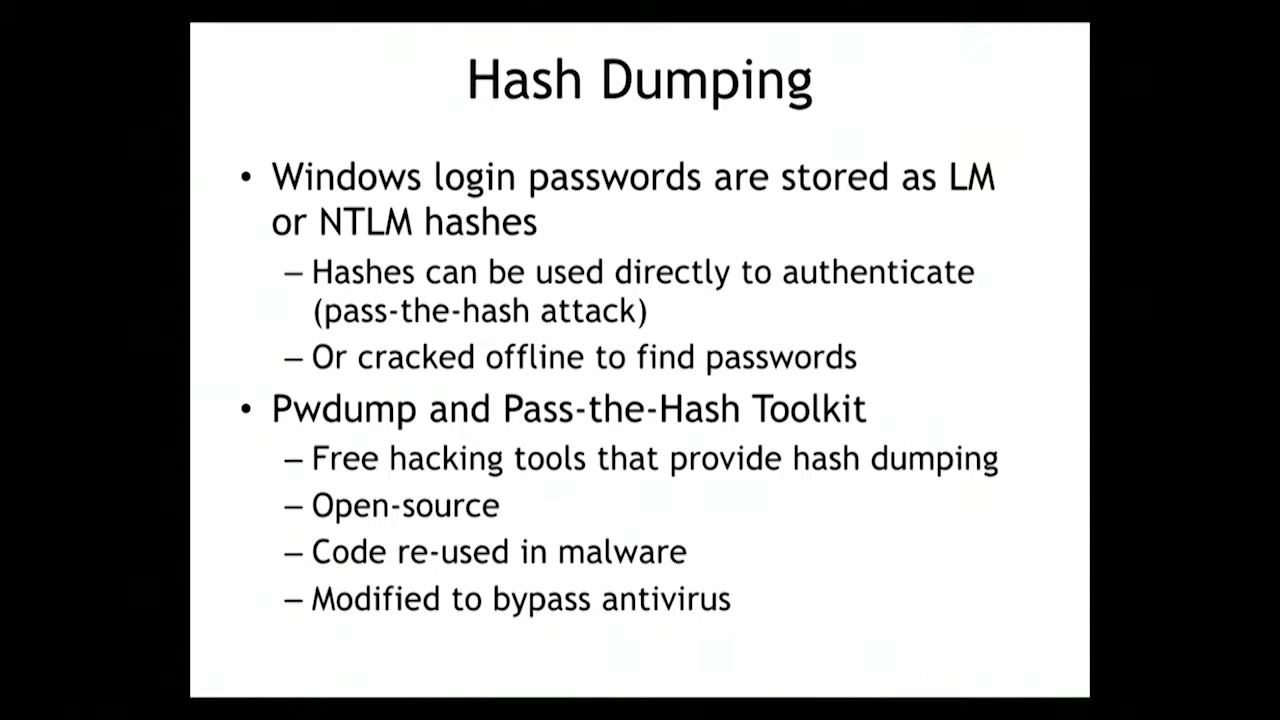 Hash Dumping
• Windows login passwords are stored as LM
or NTLM hashes
– Hashes can be used directly to authenticate
(pass-the-hash attack)
– Or cracked offline to find passwords
• Pwdump and Pass-the-Hash Toolkit
– Free hacking tools that provide hash dumping
– Open-source
– Code re-used in malware
– Modified to bypass antivirus